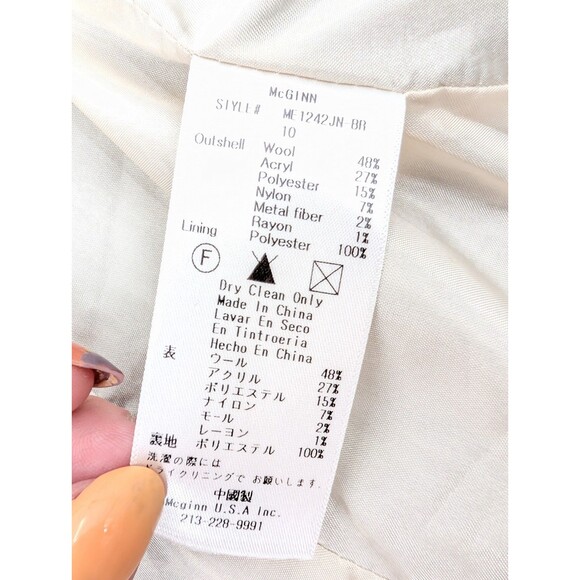 McGINN
STYLE# ME1242JN-BR
10
Outshell Wool 48%
Acryl 27%
Polyester 15%
Nylon 7%
Metal fiber 2%
Rayon 1%
Lining Polyester 100%
F
Dry Clean Only
Made In China
Lavar En Seco
En Tintroeria
Hecho En China
表 ウール 48%
アクリル 27%
ポリエステル 15%
ナイロン 7%
モール 2%
レーヨン 1%
裏地 ポリエステル 100%
洗濯の際には
ドライクリニングで お願いします.
中國製
Mcginn U.S.A Inc.
213-228-9991